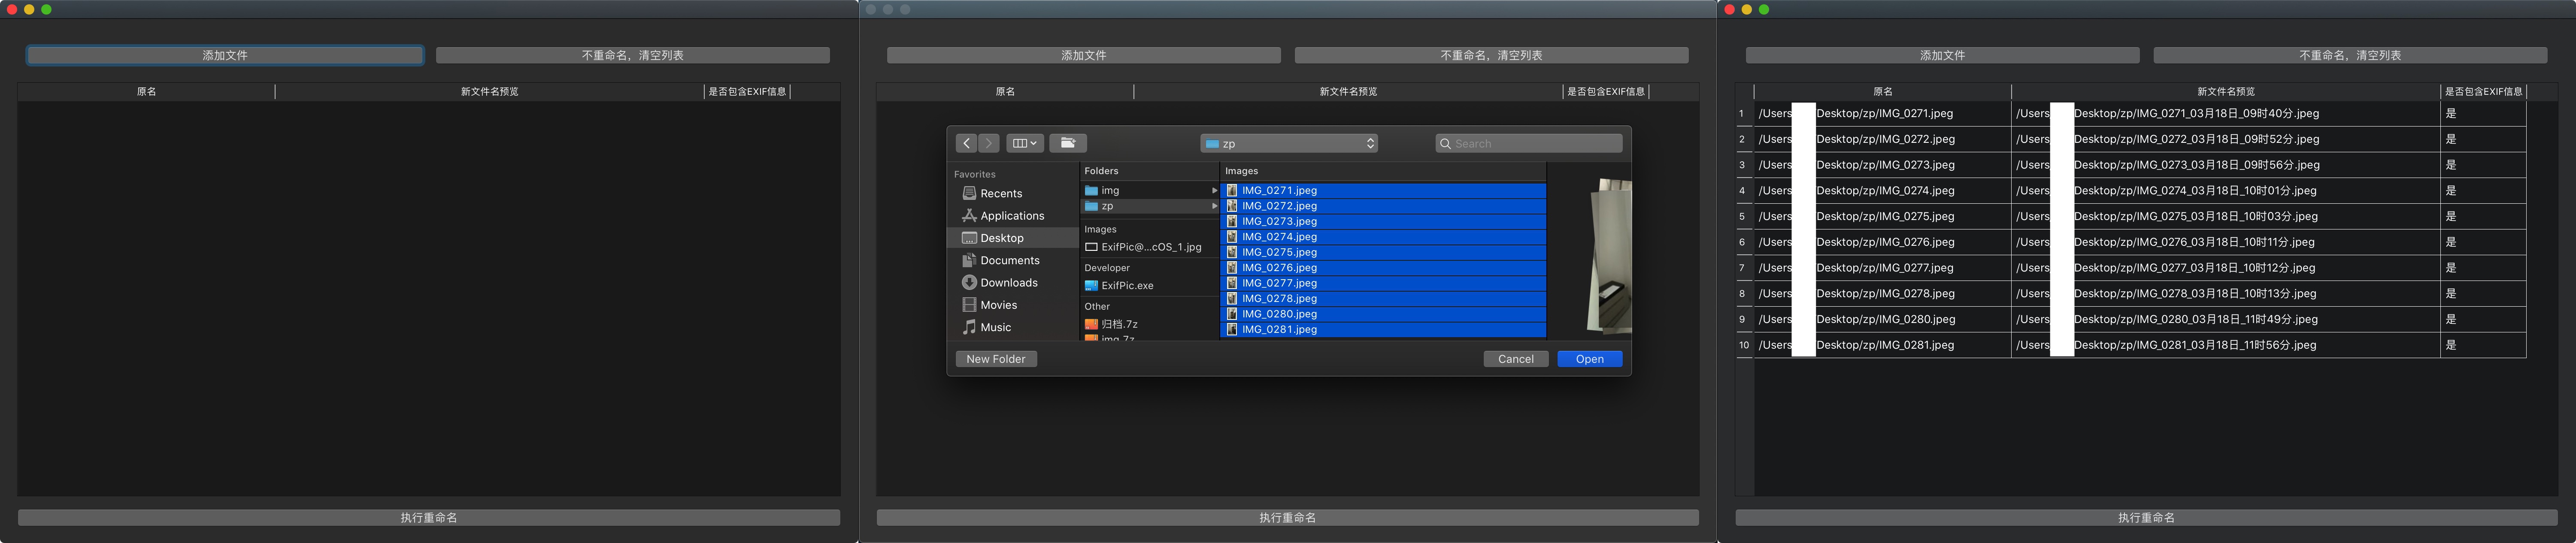 添加文件
不重命名，清空列表
原名
新文件名预览
是否包含EXIF信息
执行重命名
添加文件
不重命名，清空列表
原名
新文件名预览
是否包含EXIF信息
zp
Search
Favorites
Recents
Applications
Desktop
Documents
Downloads
Movies
Music
Folders
img
zp
Images
ExifPic@...cOS_1.jpg
Developer
ExifPic.exe
Other
归档.7z
img.7z
Images
IMG_0271.jpeg
IMG_0272.jpeg
IMG_0273.jpeg
IMG_0274.jpeg
IMG_0275.jpeg
IMG_0276.jpeg
IMG_0277.jpeg
IMG_0278.jpeg
IMG_0280.jpeg
IMG_0281.jpeg
New Folder
Cancel
Open
执行重命名
添加文件
不重命名，清空列表
原名
新文件名预览
是否包含EXIF信息
1 /Users Desktop/zp/IMG_0271.jpeg /Users Desktop/zp/IMG_0271_03月18日_09时40分.jpeg 是
2 /Users Desktop/zp/IMG_0272.jpeg /Users Desktop/zp/IMG_0272_03月18日_09时52分.jpeg 是
3 /Users Desktop/zp/IMG_0273.jpeg /Users Desktop/zp/IMG_0273_03月18日_09时56分.jpeg 是
4 /Users Desktop/zp/IMG_0274.jpeg /Users Desktop/zp/IMG_0274_03月18日_10时01分.jpeg 是
5 /Users Desktop/zp/IMG_0275.jpeg /Users Desktop/zp/IMG_0275_03月18日_10时03分.jpeg 是
6 /Users Desktop/zp/IMG_0276.jpeg /Users Desktop/zp/IMG_0276_03月18日_10时11分.jpeg 是
7 /Users Desktop/zp/IMG_0277.jpeg /Users Desktop/zp/IMG_0277_03月18日_10时12分.jpeg 是
8 /Users Desktop/zp/IMG_0278.jpeg /Users Desktop/zp/IMG_0278_03月18日_10时13分.jpeg 是
9 /Users Desktop/zp/IMG_0280.jpeg /Users Desktop/zp/IMG_0280_03月18日_11时49分.jpeg 是
10 /Users Desktop/zp/IMG_0281.jpeg /Users Desktop/zp/IMG_0281_03月18日_11时56分.jpeg 是
执行重命名